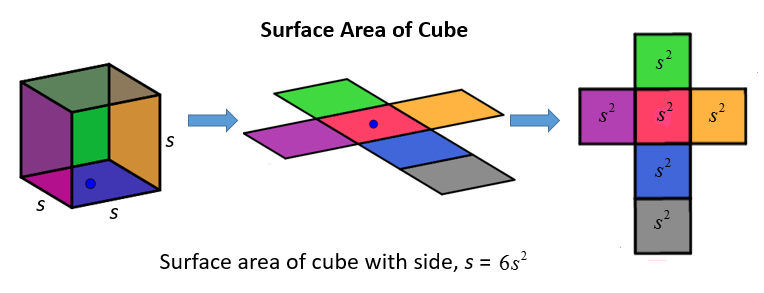 Surface Area of Cube
s
s
s
s²
s² s² s²
s²
s²
Surface area of cube with side, s = 6s²